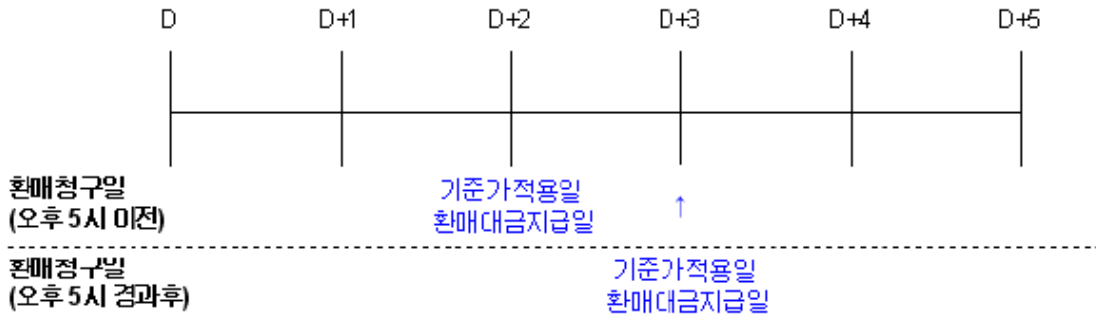 D D+1 D+2 D+3 D+4 D+5
환매청구일 기준가적용일
(오후 5시 이전) 환매대금지급일 ↑
환매청구일 기준가적용일
(오후 5시 경과후) 환매대금지급일